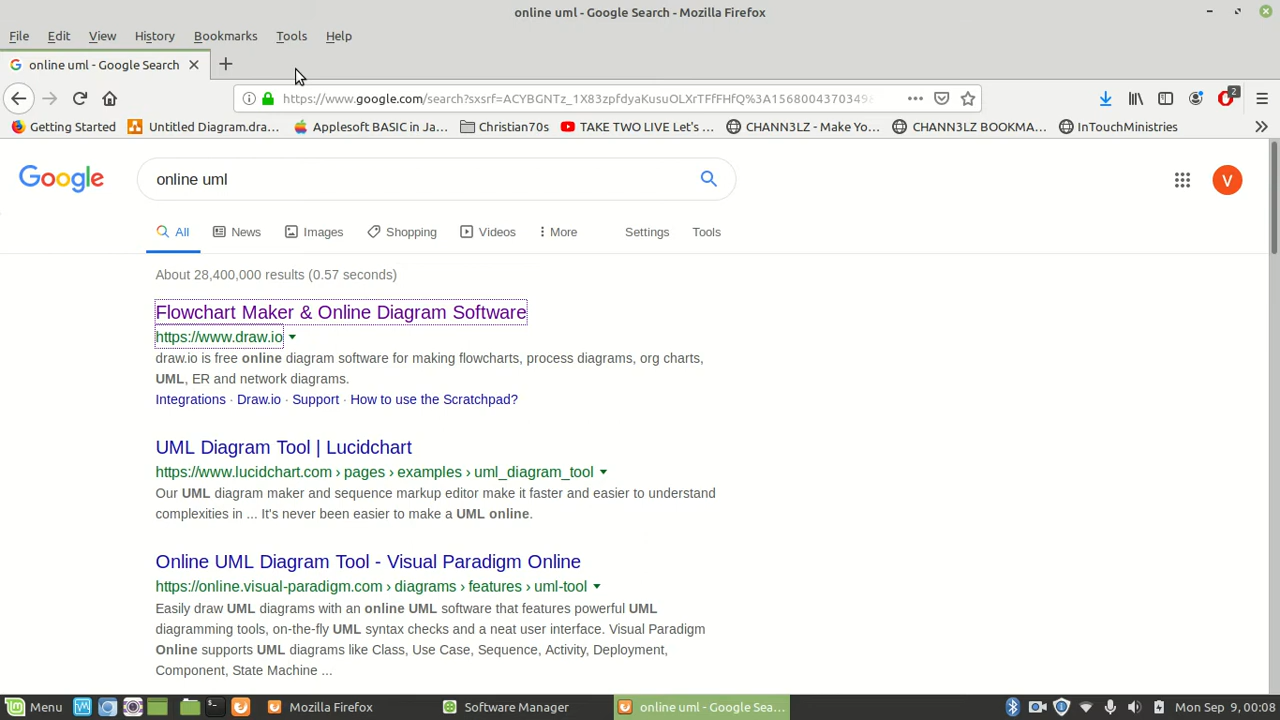 online uml - Google Search - Mozilla Firefox
File Edit View History Bookmarks Tools Help
online uml - Google Search
https://www.google.com/search?sxsrf=ACYBGNTz_1X83zpfdyaKusuOLXrTFfFHfQ%3A1568004370349
2
Getting Started Untitled Diagram.dra... Applesoft BASIC in Ja... Christian70s TAKE TWO LIVE Let's ... CHANN3LZ - Make Yo... CHANN3LZ BOOKMA... InTouchMinistries
Google online uml V
All News Images Shopping Videos More Settings Tools
About 28,400,000 results (0.57 seconds)
Flowchart Maker & Online Diagram Software
https://www.draw.io
draw.io is free online diagram software for making flowcharts, process diagrams, org charts,
UML, ER and network diagrams.
Integrations · Draw.io · Support · How to use the Scratchpad?
UML Diagram Tool | Lucidchart
https://www.lucidchart.com › pages › examples › uml_diagram_tool
Our UML diagram maker and sequence markup editor make it faster and easier to understand
complexities in ... It's never been easier to make a UML online.
Online UML Diagram Tool - Visual Paradigm Online
https://online.visual-paradigm.com › diagrams › features › uml-tool
Easily draw UML diagrams with an online UML software that features powerful UML
diagramming tools, on-the-fly UML syntax checks and a neat user interface. Visual Paradigm
Online supports UML diagrams like Class, Use Case, Sequence, Activity, Deployment,
Component, State Machine ...
Menu Mozilla Firefox Software Manager online uml - Google Sea... Mon Sep 9, 00:08